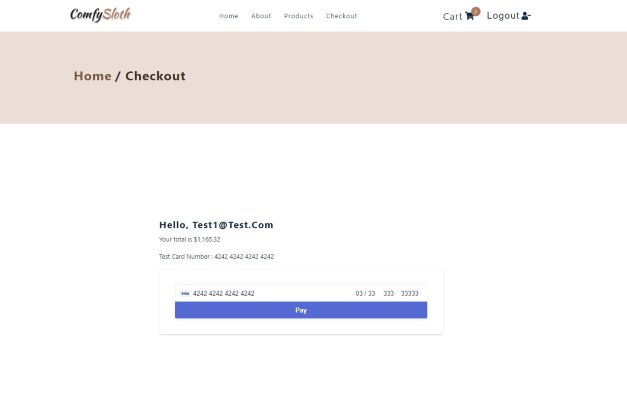 ComfySloth Home About Products Checkout Cart Logout
Home / Checkout
Hello, Test1@Test.Com
Your total is $1,165.32
Test Card Number : 4242 4242 4242 4242
VISA 4242 4242 4242 4242 03 / 33 333 33333
Pay